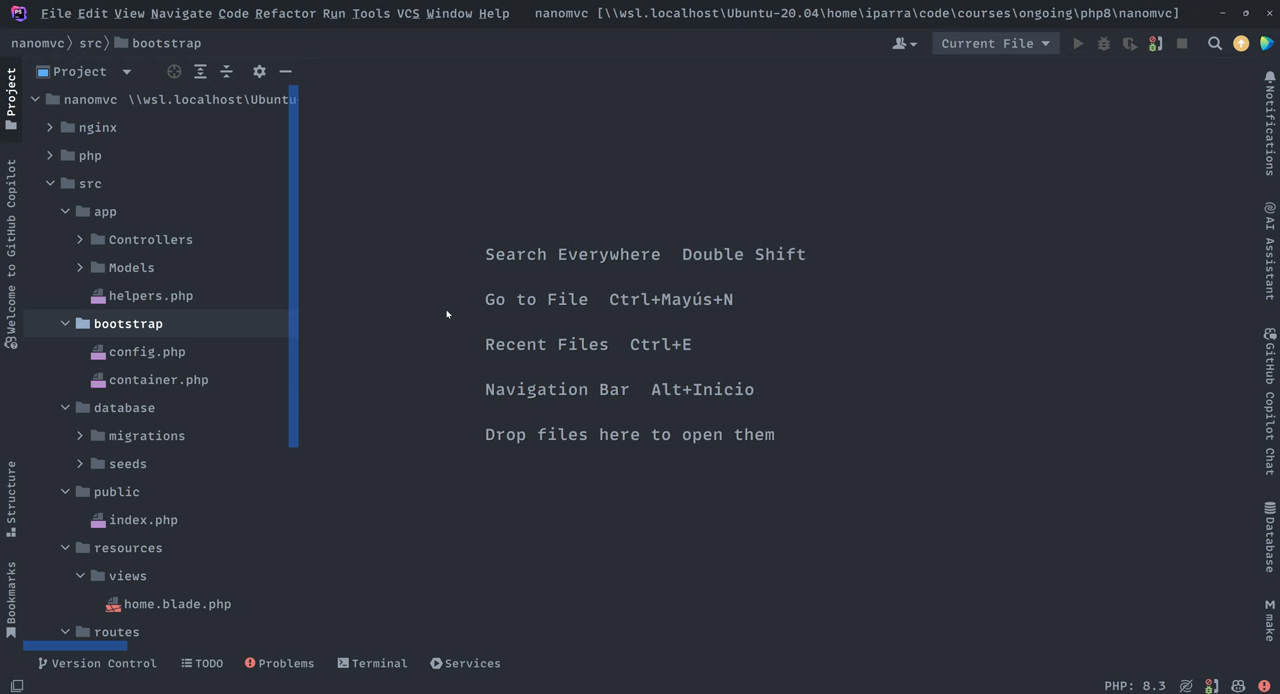 File Edit View Navigate Code Refactor Run Tools VCS Window Help nanomvc [\\wsl.localhost\Ubuntu-20.04\home\iparra\code\courses\ongoing\php8\nanomvc]
nanomvc src bootstrap
Current File
Project
nanomvc \\wsl.localhost\Ubuntu-
nginx
php
src
app
Controllers
Models
helpers.php
bootstrap
config.php
container.php
database
migrations
seeds
public
index.php
resources
views
home.blade.php
routes
Search Everywhere Double Shift
Go to File Ctrl+Mayús+N
Recent Files Ctrl+E
Navigation Bar Alt+Inicio
Drop files here to open them
Project
Welcome to GitHub Copilot
Structure
Bookmarks
Notifications
AI Assistant
GitHub Copilot Chat
Database
make
Version Control TODO Problems Terminal Services
PHP: 8.3